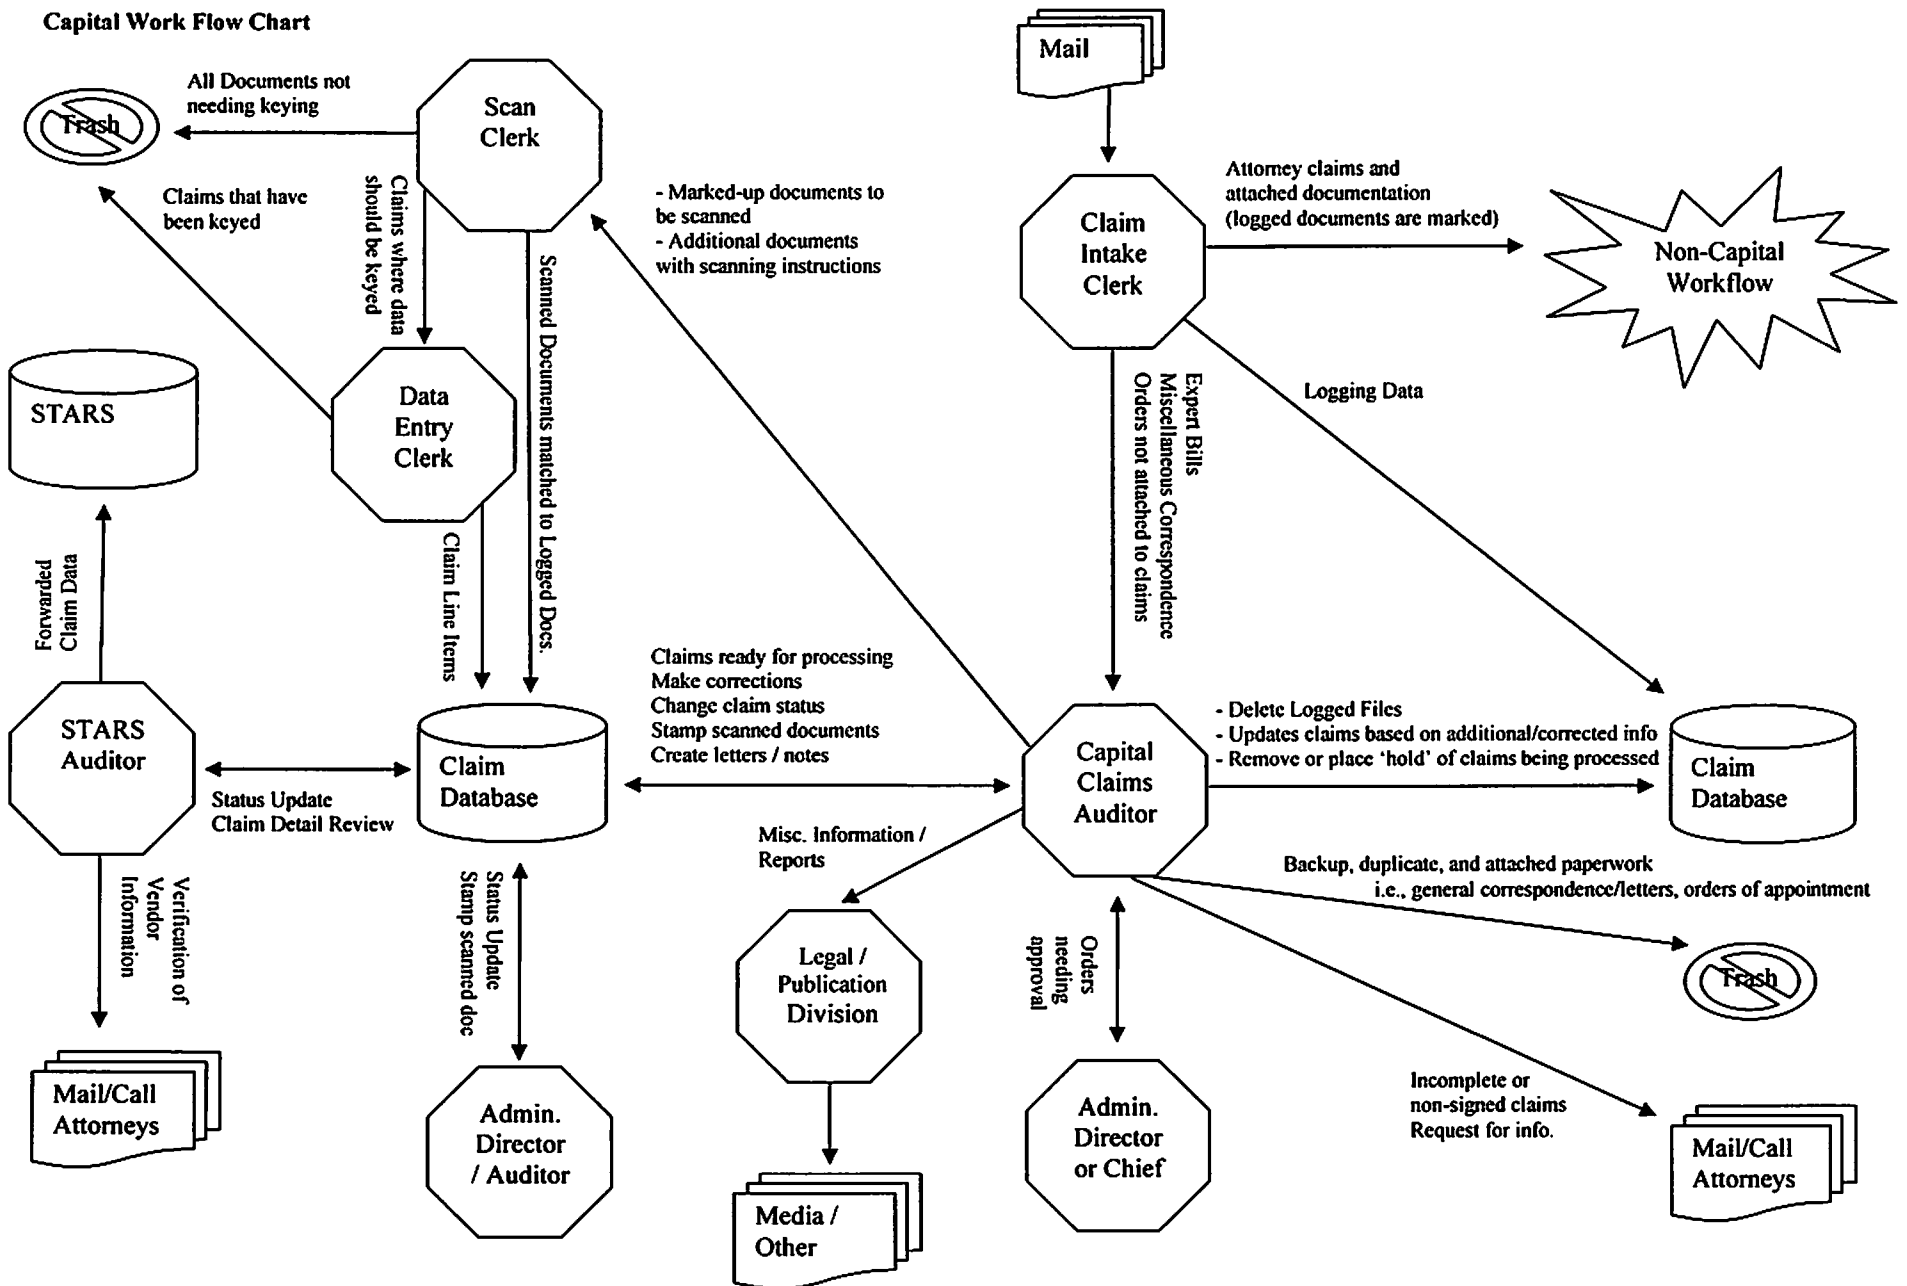 Capital Work Flow Chart
Mail
All Documents not
needing keying
Scan
Clerk
Trash
Claims that have
been keyed
Claims where data
should be keyed
- Marked-up documents to
be scanned
- Additional documents
with scanning instructions
Claim
Intake
Clerk
Attorney claims and
attached documentation
(logged documents are marked)
Non-Capital
Workflow
Scanned Documents matched to Logged Docs.
STARS
Data
Entry
Clerk
Expert Bills
Miscellaneous Correspondence
Orders not attached to claims
Logging Data
Forwarded
Claim Data
Claim Line Items
Claims ready for processing
Make corrections
Change claim status
Stamp scanned documents
Create letters / notes
STARS
Auditor
Status Update
Claim Detail Review
Claim
Database
Capital
Claims
Auditor
- Delete Logged Files
- Updates claims based on additional/corrected info
- Remove or place ‘hold’ of claims being processed
Claim
Database
Misc. Information /
Reports
Backup, duplicate, and attached paperwork
i.e., general correspondence/letters, orders of appointment
Verification of
Vendor
Information
Status Update
Stamp scanned doc
Legal /
Publication
Division
Orders
needing
approval
Trash
Mail/Call
Attorneys
Admin.
Director
/ Auditor
Admin.
Director
or Chief
Incomplete or
non-signed claims
Request for info.
Mail/Call
Attorneys
Media /
Other